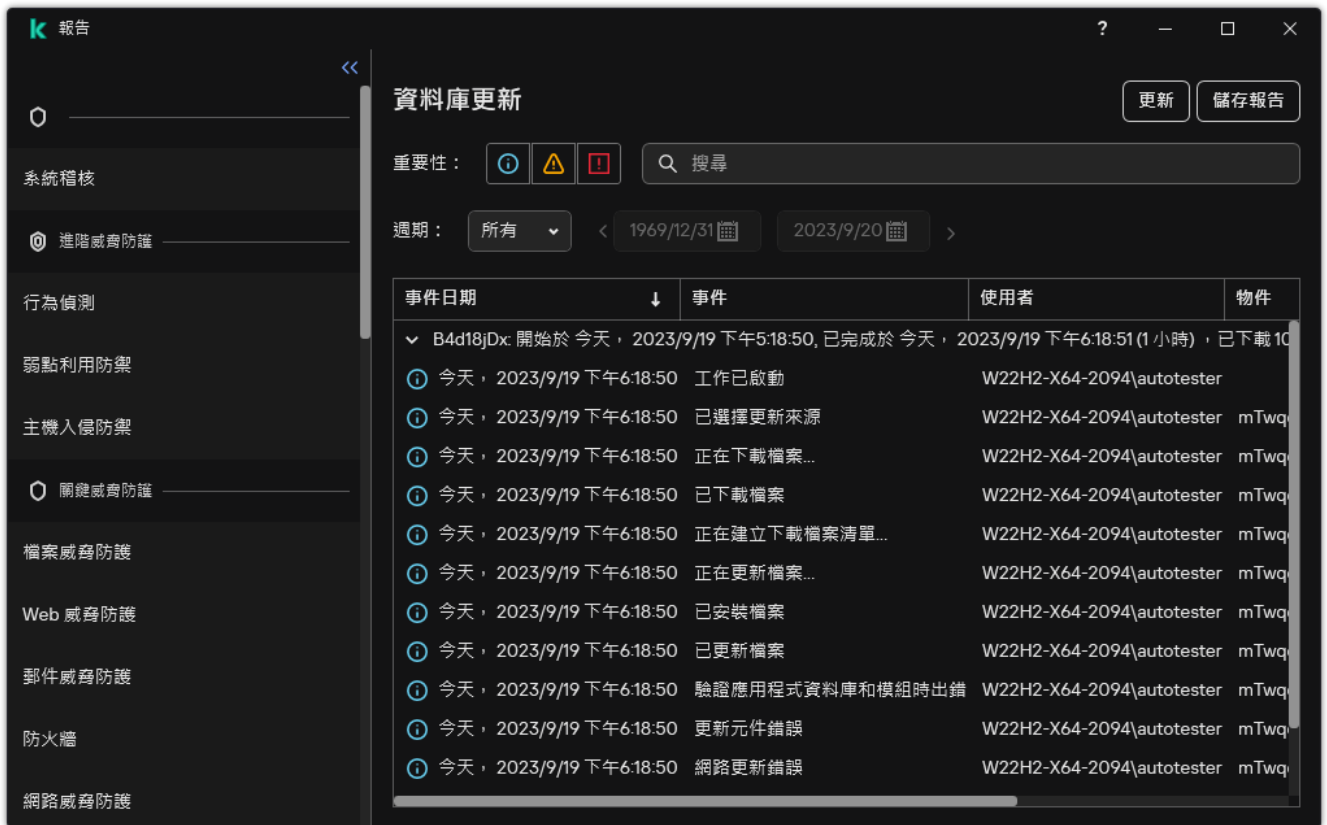 報告
資料庫更新
更新
儲存報告
重要性：
搜尋
週期：
所有
1969/12/31
2023/9/20
系統稽核
進階威脅防護
行為偵測
弱點利用防禦
主機入侵防禦
關鍵威脅防護
檔案威脅防護
Web 威脅防護
郵件威脅防護
防火牆
網路威脅防護
事件日期 ↓ 事件 使用者 物件
B4d18jDx: 開始於 今天，2023/9/19 下午5:18:50, 已完成於 今天，2023/9/19 下午6:18:51 (1 小時)，已下載 10
今天，2023/9/19 下午6:18:50 工作已啟動 W22H2-X64-2094\autotester
今天，2023/9/19 下午6:18:50 已選擇更新來源 W22H2-X64-2094\autotester mTwq
今天，2023/9/19 下午6:18:50 正在下載檔案... W22H2-X64-2094\autotester mTwq
今天，2023/9/19 下午6:18:50 已下載檔案 W22H2-X64-2094\autotester mTwq
今天，2023/9/19 下午6:18:50 正在建立下載檔案清單... W22H2-X64-2094\autotester mTwq
今天，2023/9/19 下午6:18:50 正在更新檔案... W22H2-X64-2094\autotester mTwq
今天，2023/9/19 下午6:18:50 已安裝檔案 W22H2-X64-2094\autotester mTwq
今天，2023/9/19 下午6:18:50 已更新檔案 W22H2-X64-2094\autotester mTwq
今天，2023/9/19 下午6:18:50 驗證應用程式資料庫和模組時出錯 W22H2-X64-2094\autotester mTwq
今天，2023/9/19 下午6:18:50 更新元件錯誤 W22H2-X64-2094\autotester mTwq
今天，2023/9/19 下午6:18:50 網路更新錯誤 W22H2-X64-2094\autotester mTwq